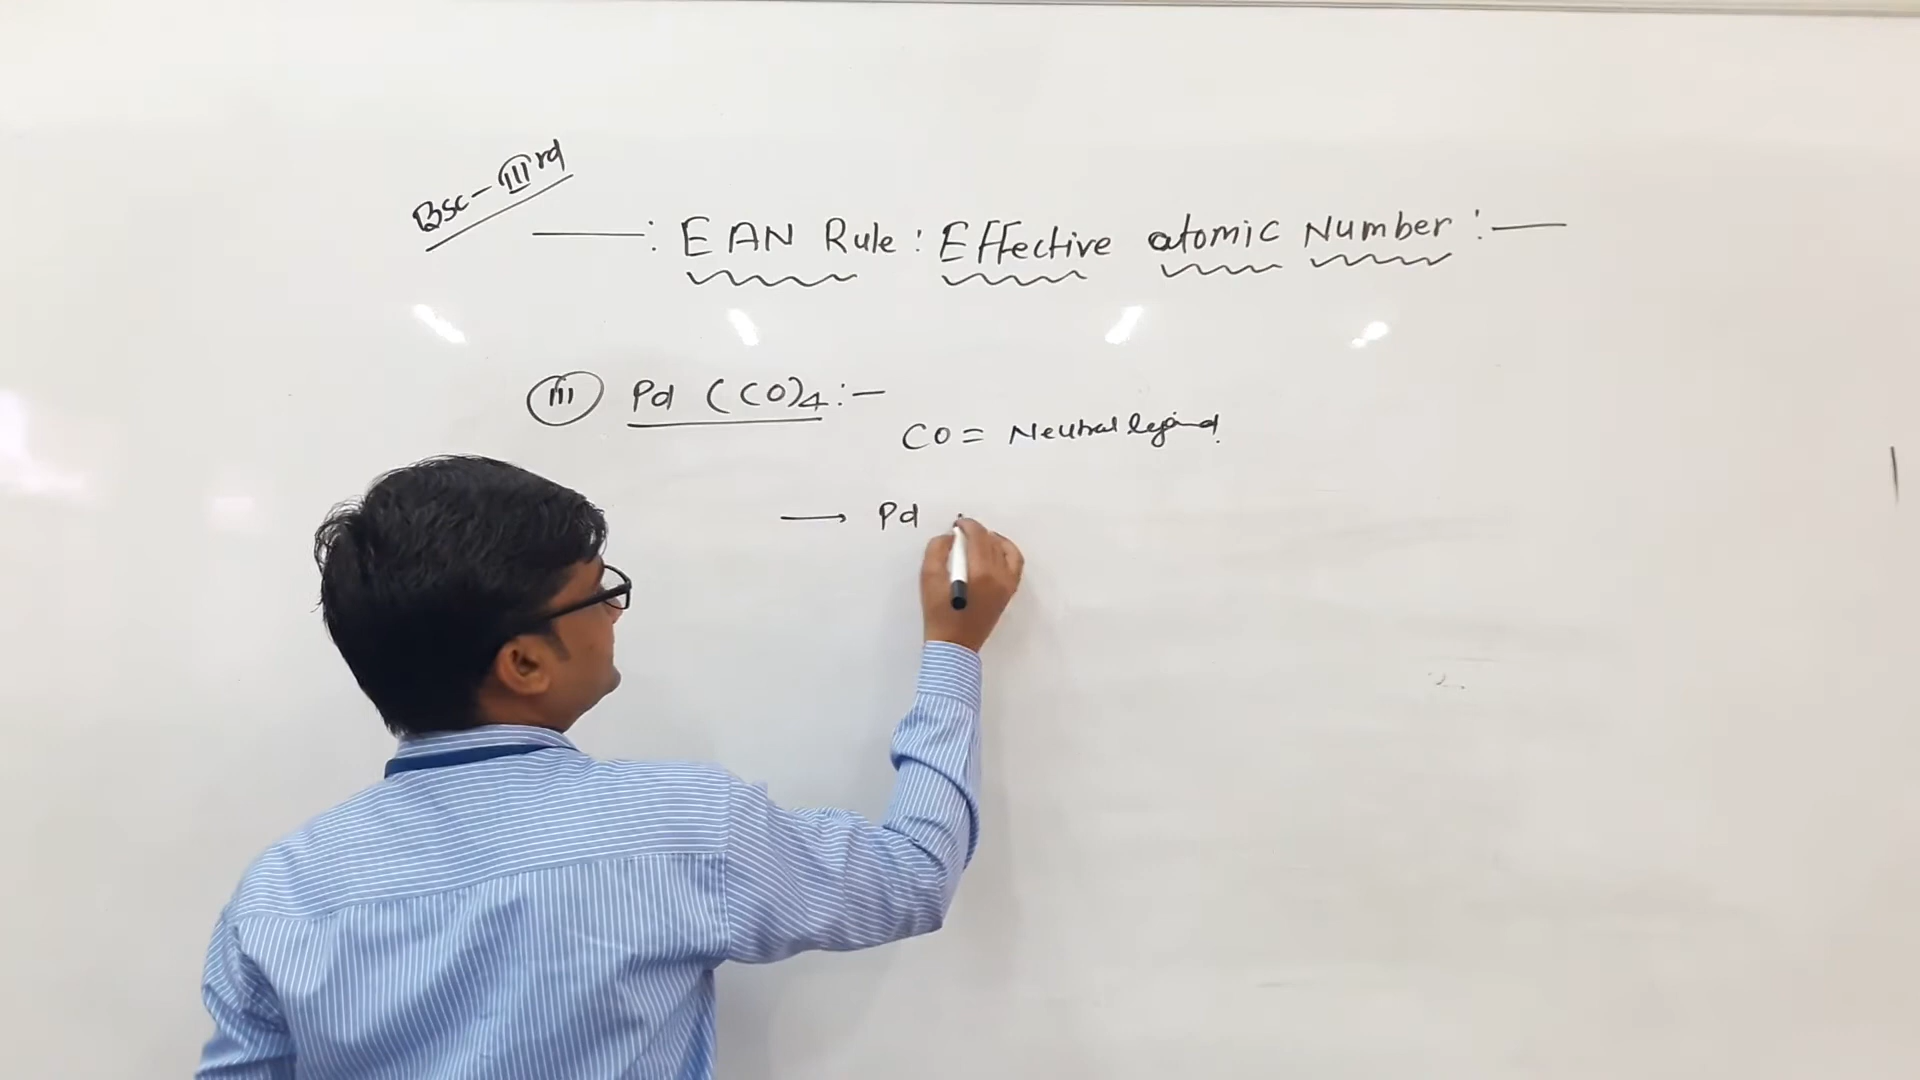 Bsc-IIIrd
: EAN Rule : Effective atomic Number :-
III Pd (CO)4 :-
CO = Neutral ligand.
→ Pd